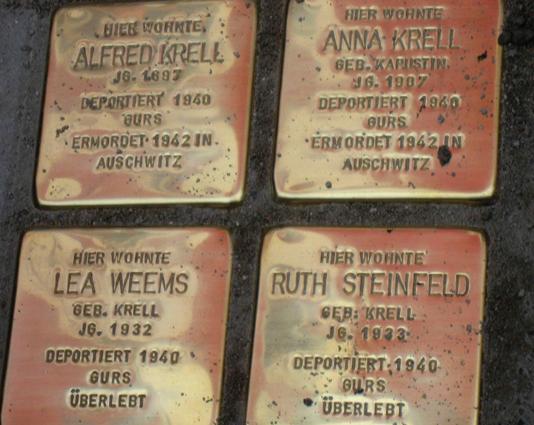 HIER WOHNTE
ALFRED KRELL
JG. 1897
DEPORTIERT 1940
GURS
ERMORDET 1942 IN
AUSCHWITZ
HIER WOHNTE
ANNA KRELL
GEB. KAPUSTIN
JG. 1907
DEPORTIERT 1940
GURS
ERMORDET 1942 IN
AUSCHWITZ
HIER WOHNTE
LEA WEEMS
GEB. KRELL
JG. 1932
DEPORTIERT 1940
GURS
ÜBERLEBT
HIER WOHNTE
RUTH STEINFELD
GEB. KRELL
JG. 1933
DEPORTIERT 1940
GURS
ÜBERLEBT